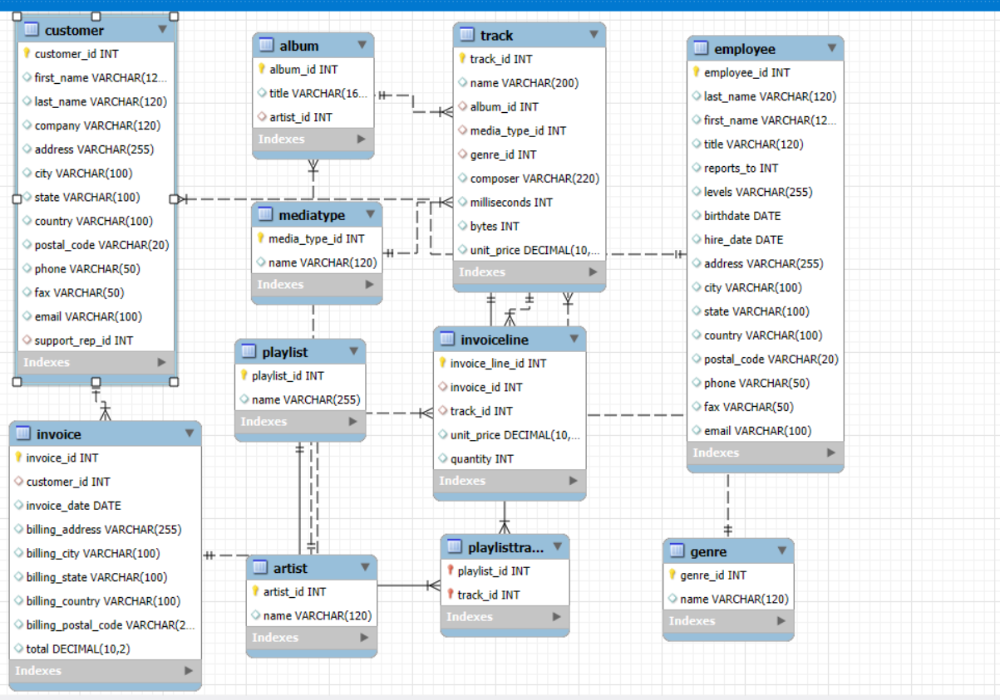 customer
customer_id INT
first_name VARCHAR(12...
last_name VARCHAR(120)
company VARCHAR(120)
address VARCHAR(255)
city VARCHAR(100)
state VARCHAR(100)
country VARCHAR(100)
postal_code VARCHAR(20)
phone VARCHAR(50)
fax VARCHAR(50)
email VARCHAR(100)
support_rep_id INT
Indexes
album
album_id INT
title VARCHAR(16...
artist_id INT
Indexes
track
track_id INT
name VARCHAR(200)
album_id INT
media_type_id INT
genre_id INT
composer VARCHAR(220)
milliseconds INT
bytes INT
unit_price DECIMAL(10,...
Indexes
employee
employee_id INT
last_name VARCHAR(120)
first_name VARCHAR(12...
title VARCHAR(120)
reports_to INT
levels VARCHAR(255)
birthdate DATE
hire_date DATE
address VARCHAR(255)
city VARCHAR(100)
state VARCHAR(100)
country VARCHAR(100)
postal_code VARCHAR(20)
phone VARCHAR(50)
fax VARCHAR(50)
email VARCHAR(100)
Indexes
mediatype
media_type_id INT
name VARCHAR(120)
Indexes
playlist
playlist_id INT
name VARCHAR(255)
Indexes
invoiceline
invoice_line_id INT
invoice_id INT
track_id INT
unit_price DECIMAL(10,...
quantity INT
Indexes
invoice
invoice_id INT
customer_id INT
invoice_date DATE
billing_address VARCHAR(255)
billing_city VARCHAR(100)
billing_state VARCHAR(100)
billing_country VARCHAR(100)
billing_postal_code VARCHAR(2...
total DECIMAL(10,2)
Indexes
artist
artist_id INT
name VARCHAR(120)
Indexes
playlisttra...
playlist_id INT
track_id INT
Indexes
genre
genre_id INT
name VARCHAR(120)
Indexes